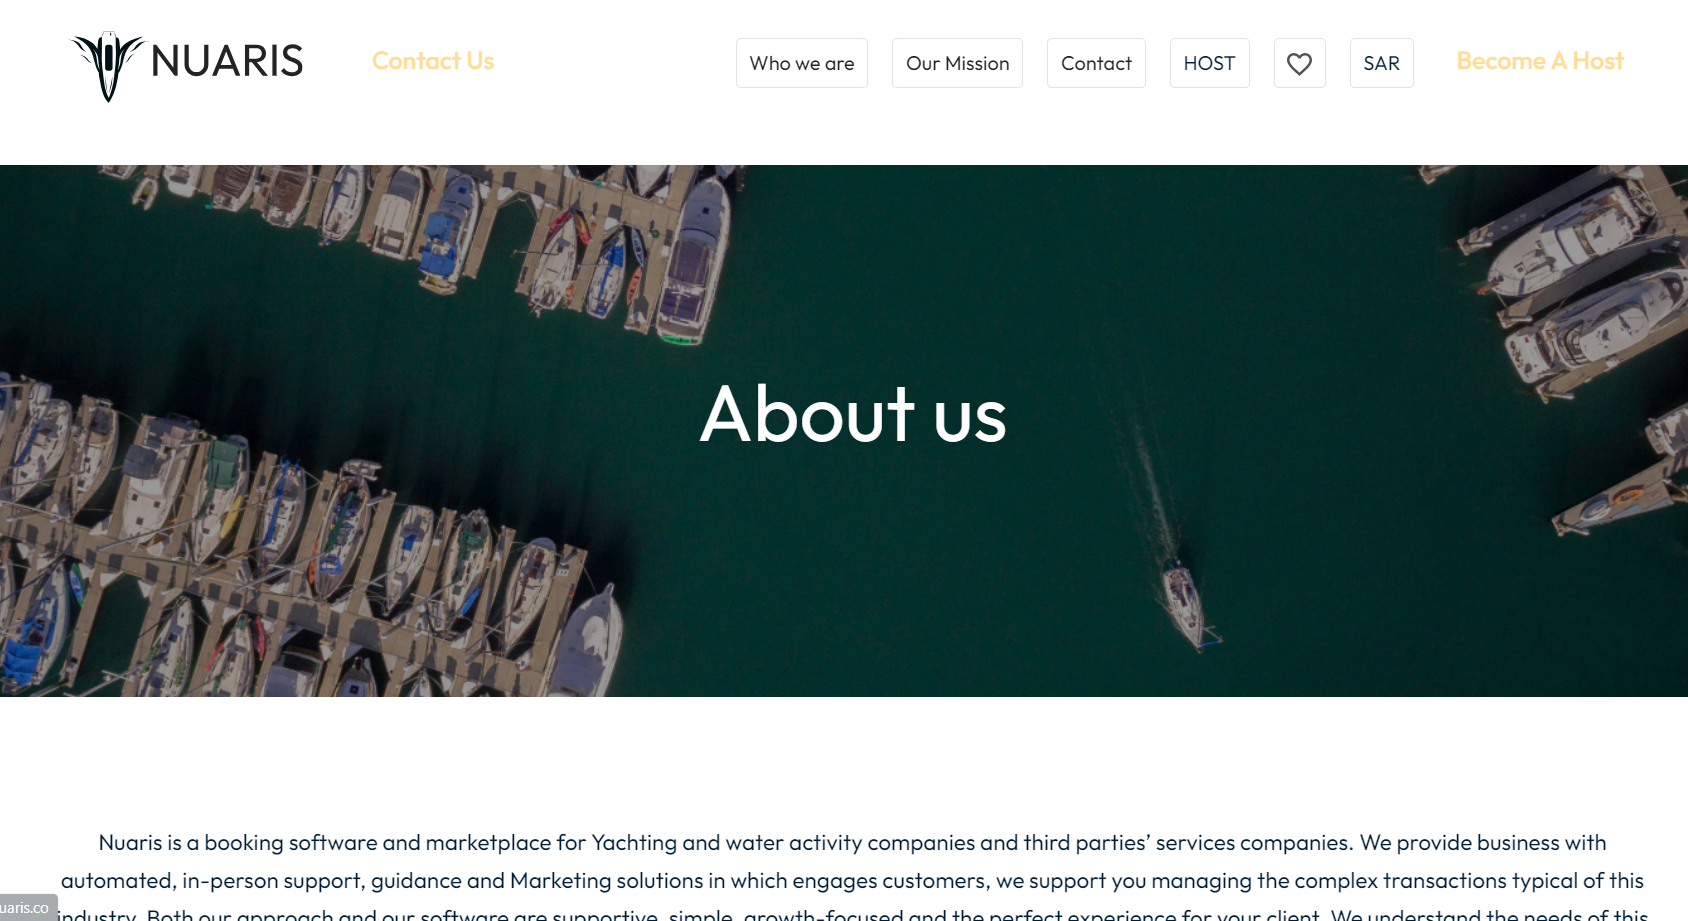 NUARIS
Contact Us
Who we are
Our Mission
Contact
HOST
SAR
Become A Host
About us
Nuaris is a booking software and marketplace for Yachting and water activity companies and third parties’ services companies. We provide business with
automated, in-person support, guidance and Marketing solutions in which engages customers, we support you managing the complex transactions typical of this
industry. Both our approach and our software are supportive, simple, growth-focused and the perfect experience for your client. We understand the needs of this
uaris.co